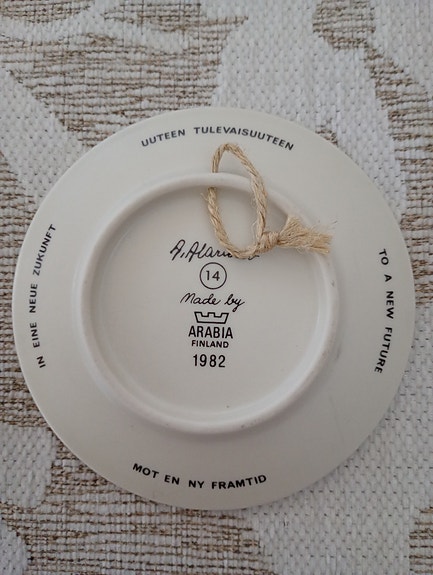 UUTEEN TULEVAISUUTEEN
TO A NEW FUTURE
MOT EN NY FRAMTID
IN EINE NEUE ZUKUNFT
14
Made by
ARABIA
FINLAND
1982